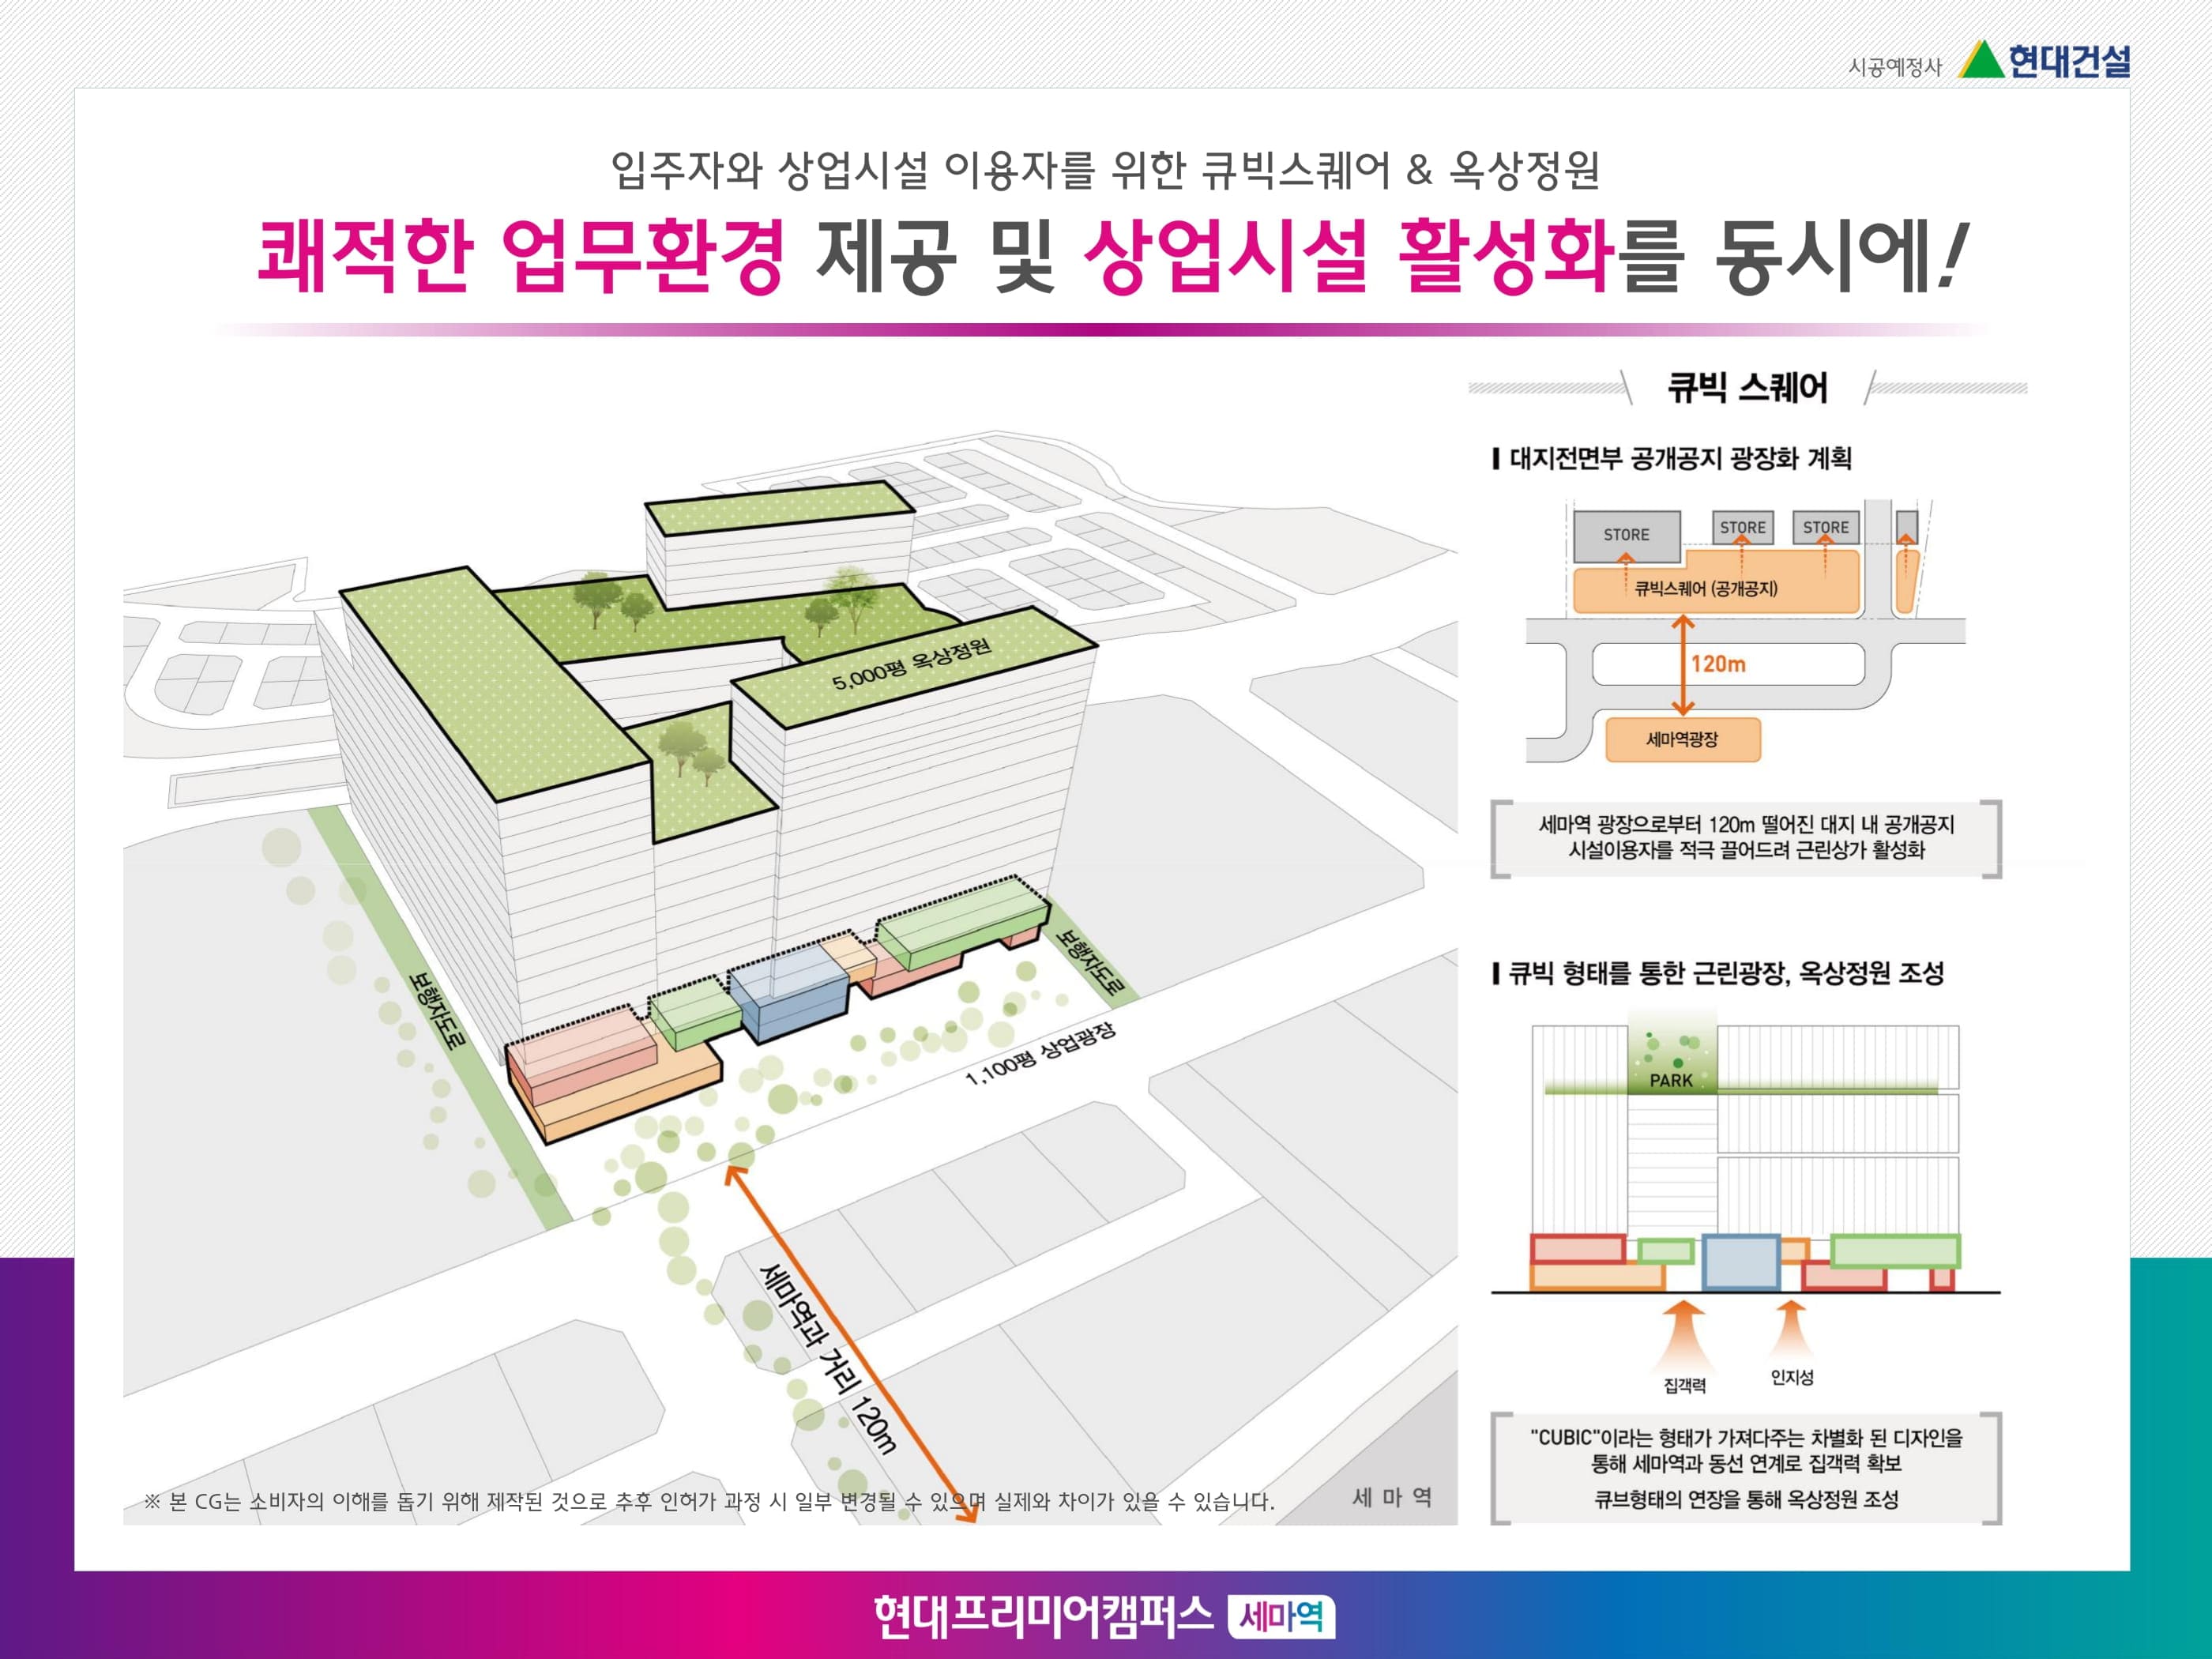 시공예정사 현대건설
입주자와 상업시설 이용자를 위한 큐빅스퀘어 & 옥상정원
쾌적한 업무환경 제공 및 상업시설 활성화를 동시에!
5,000평 옥상정원
보행자도로
보행자도로
1,100평 상업광장
세마역과 거리 120m
세 마 역
※ 본 CG는 소비자의 이해를 돕기 위해 제작된 것으로 추후 인허가 과정 시 일부 변경될 수 있으며 실제와 차이가 있을 수 있습니다.
큐빅 스퀘어
대지전면부 공개공지 광장화 계획
STORE STORE STORE
큐빅스퀘어 (공개공지)
120m
세마역광장
세마역 광장으로부터 120m 떨어진 대지 내 공개공지
시설이용자를 적극 끌어드려 근린상가 활성화
큐빅 형태를 통한 근린광장, 옥상정원 조성
PARK
집객력 인지성
"CUBIC"이라는 형태가 가져다주는 차별화 된 디자인을
통해 세마역과 동선 연계로 집객력 확보
큐브형태의 연장을 통해 옥상정원 조성
현대프리미어캠퍼스 세마역